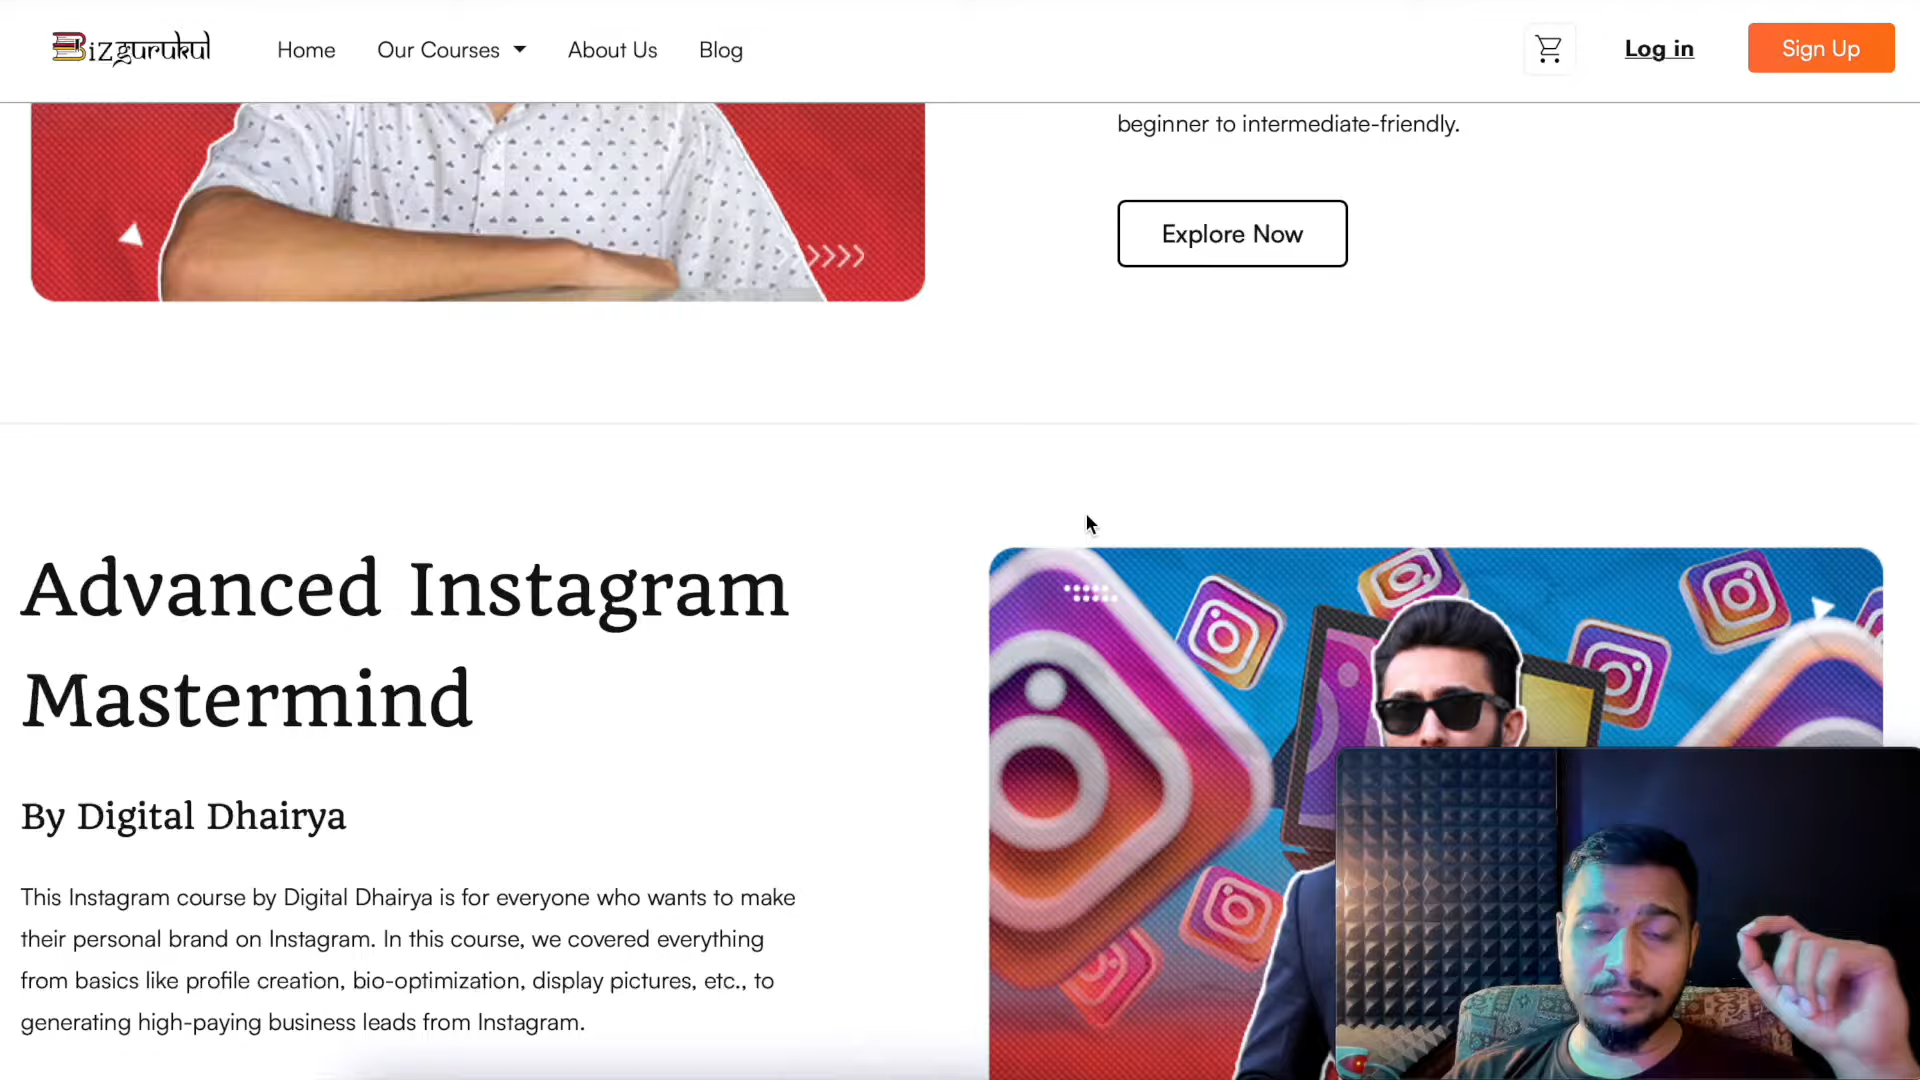 Bizgurukul
Home
Our Courses
About Us
Blog
Log in
Sign Up
beginner to intermediate-friendly.
Explore Now
Advanced Instagram
Mastermind
By Digital Dhairya
This Instagram course by Digital Dhairya is for everyone who wants to make
their personal brand on Instagram. In this course, we covered everything
from basics like profile creation, bio-optimization, display pictures, etc., to
generating high-paying business leads from Instagram.